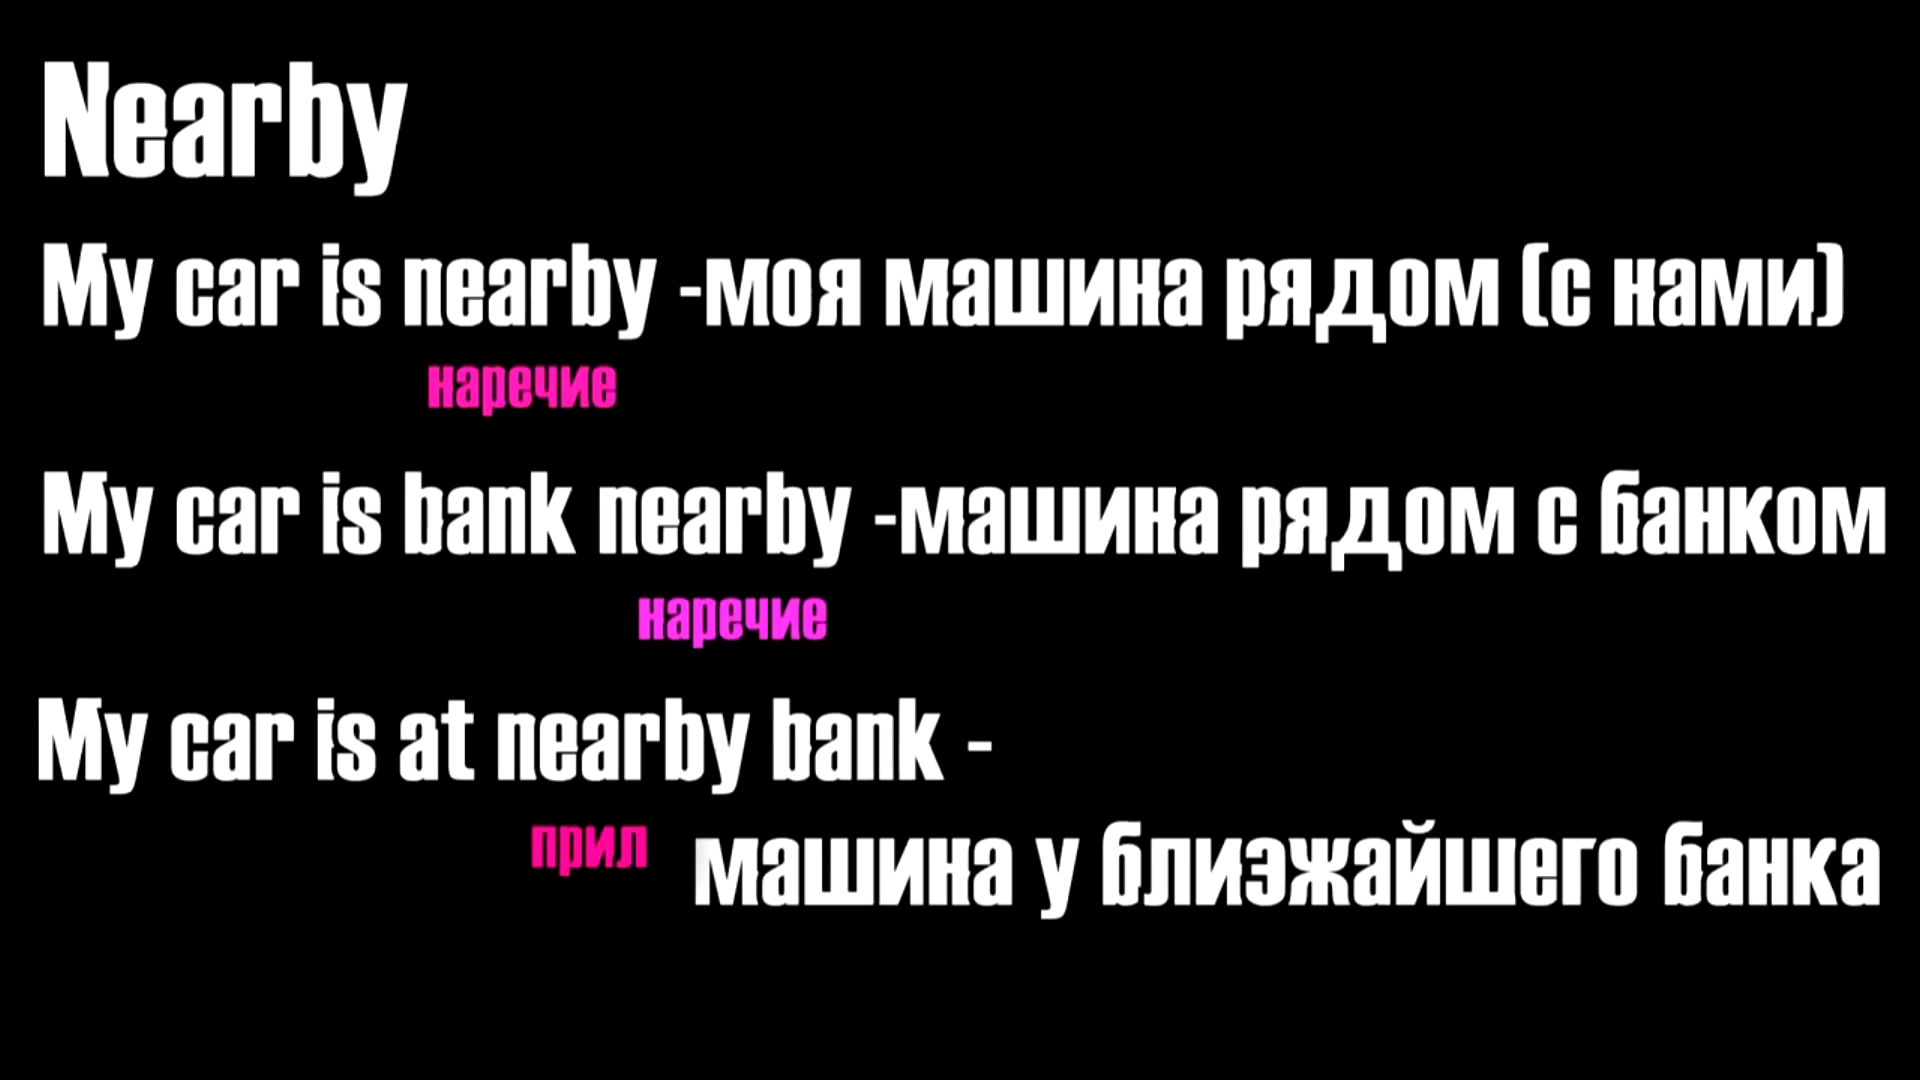 Nearby
My car is nearby -моя машина рядом (с нами)
наречие
My car is bank nearby -машина рядом с банком
наречие
My car is at nearby bank -
прил
машина у блиэжайшего банка